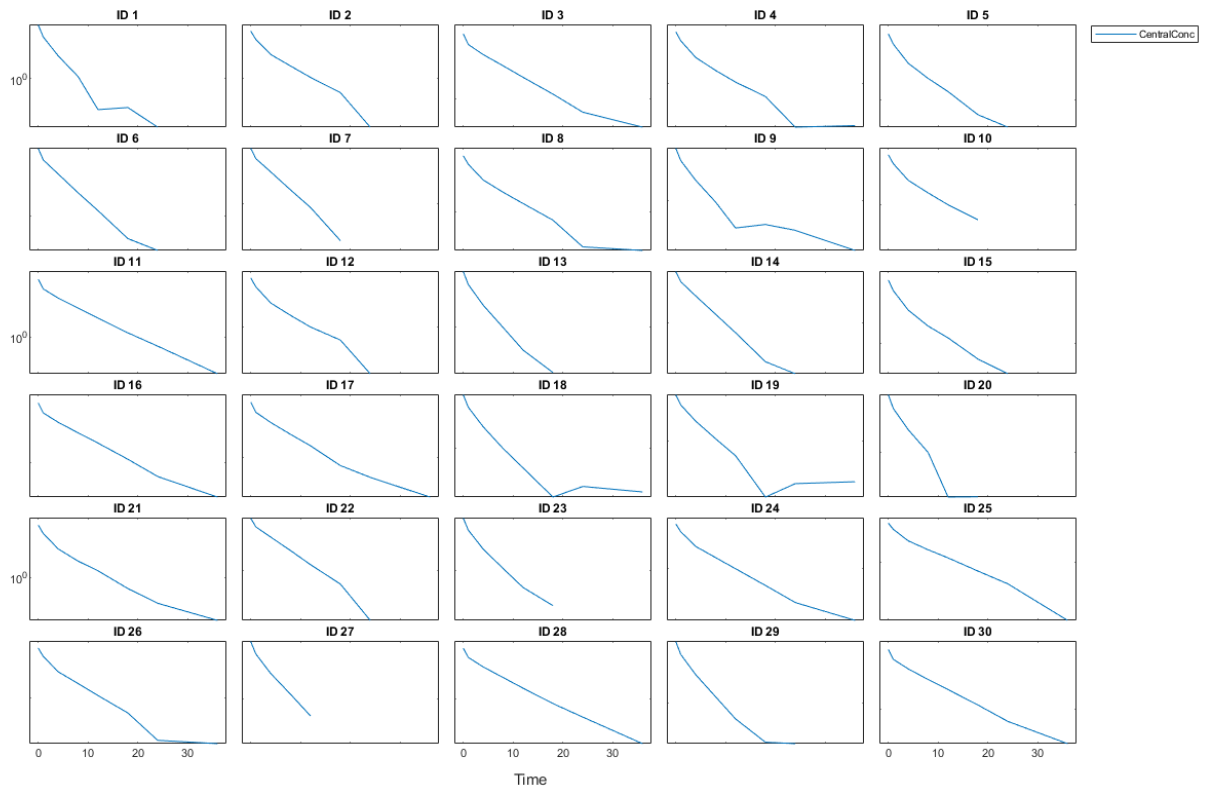 ID 1 ID 2 ID 3 ID 4 ID 5
CentralConc
10^0
ID 6 ID 7 ID 8 ID 9 ID 10
ID 11 ID 12 ID 13 ID 14 ID 15
10^0
ID 16 ID 17 ID 18 ID 19 ID 20
ID 21 ID 22 ID 23 ID 24 ID 25
10^0
ID 26 ID 27 ID 28 ID 29 ID 30
0 10 20 30 0 10 20 30 0 10 20 30
Time